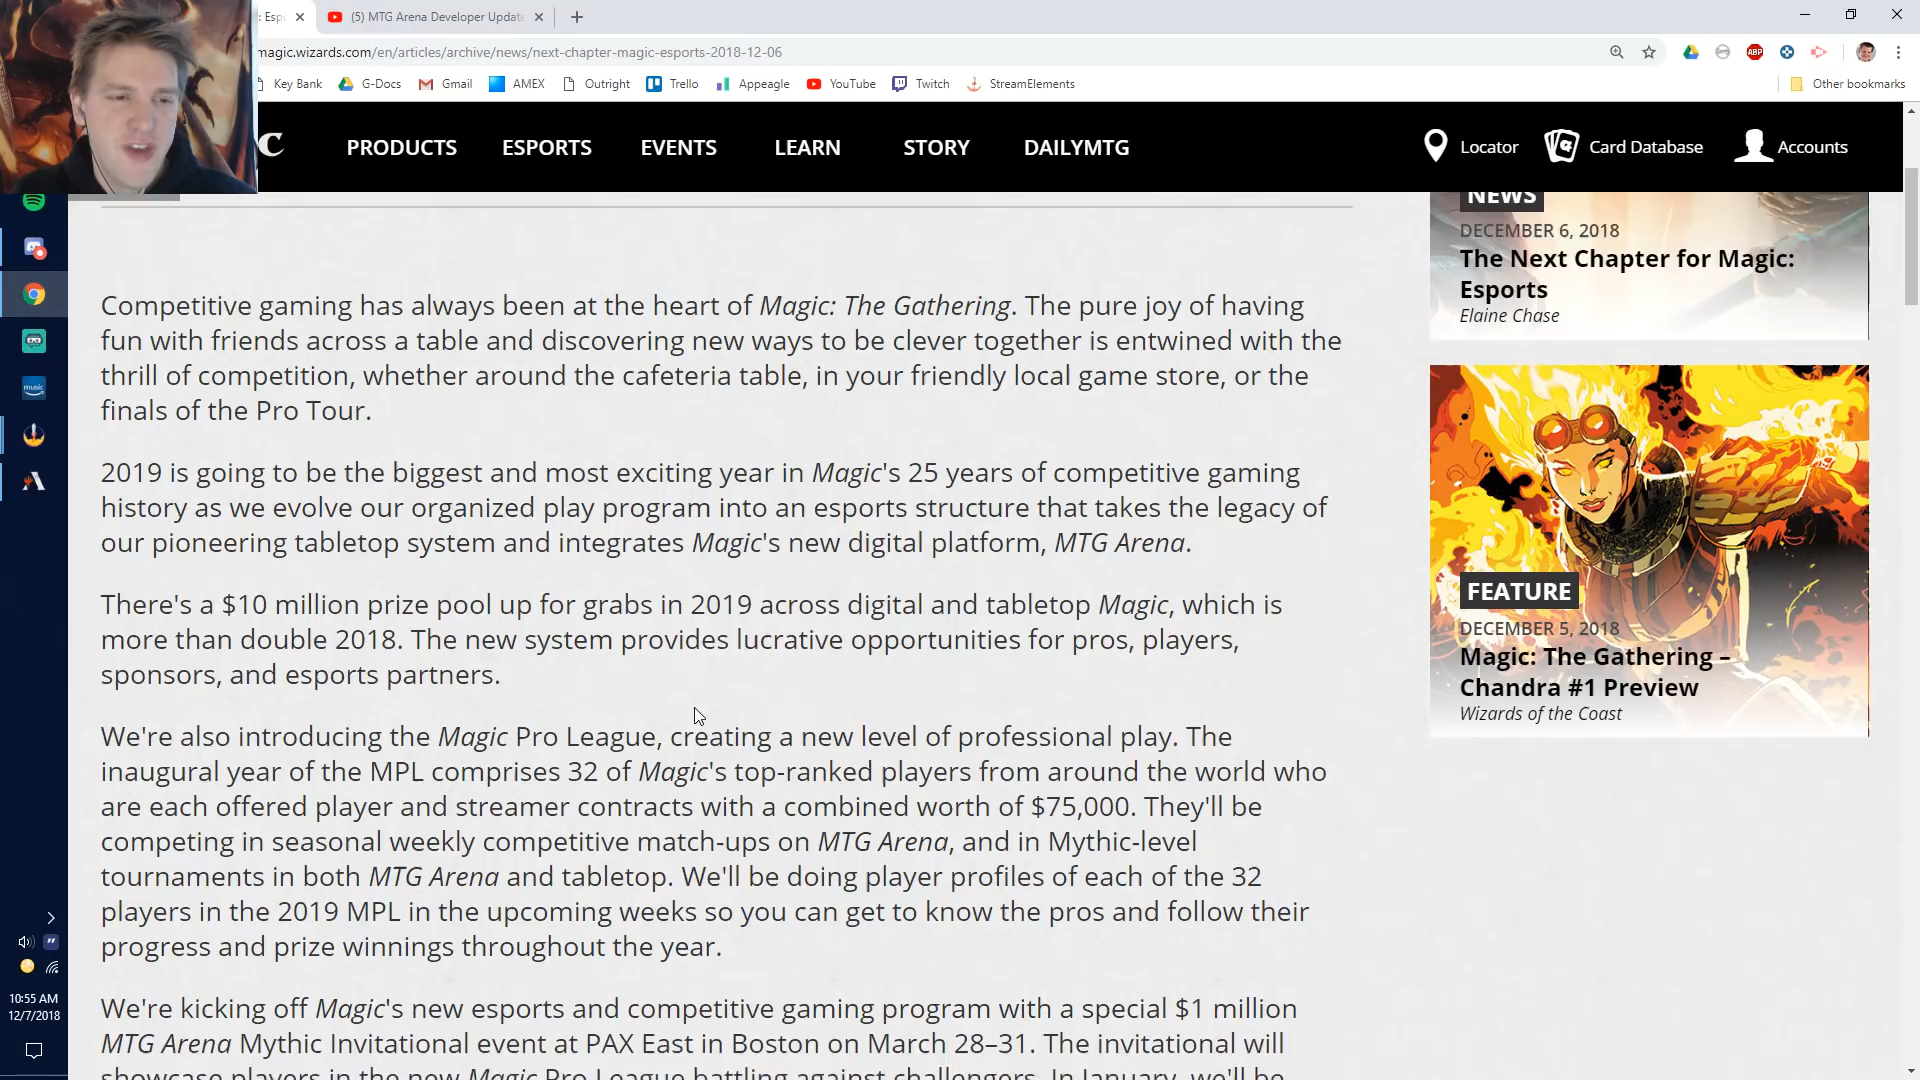 : Espo
(5) MTG Arena Developer Update
magic.wizards.com/en/articles/archive/news/next-chapter-magic-esports-2018-12-06
Key Bank
G-Docs
Gmail
AMEX
Outright
Trello
Appeagle
YouTube
Twitch
StreamElements
Other bookmarks
ABP
C
PRODUCTS
ESPORTS
EVENTS
LEARN
STORY
DAILYMTG
Locator
Card Database
Accounts
Competitive gaming has always been at the heart of Magic: The Gathering. The pure joy of having
fun with friends across a table and discovering new ways to be clever together is entwined with the
thrill of competition, whether around the cafeteria table, in your friendly local game store, or the
finals of the Pro Tour.
2019 is going to be the biggest and most exciting year in Magic's 25 years of competitive gaming
history as we evolve our organized play program into an esports structure that takes the legacy of
our pioneering tabletop system and integrates Magic's new digital platform, MTG Arena.
There's a $10 million prize pool up for grabs in 2019 across digital and tabletop Magic, which is
more than double 2018. The new system provides lucrative opportunities for pros, players,
sponsors, and esports partners.
We're also introducing the Magic Pro League, creating a new level of professional play. The
inaugural year of the MPL comprises 32 of Magic's top-ranked players from around the world who
are each offered player and streamer contracts with a combined worth of $75,000. They'll be
competing in seasonal weekly competitive match-ups on MTG Arena, and in Mythic-level
tournaments in both MTG Arena and tabletop. We'll be doing player profiles of each of the 32
players in the 2019 MPL in the upcoming weeks so you can get to know the pros and follow their
progress and prize winnings throughout the year.
We're kicking off Magic's new esports and competitive gaming program with a special $1 million
MTG Arena Mythic Invitational event at PAX East in Boston on March 28–31. The invitational will
showcase players in the new Magic Pro League battling against challengers. In January, we'll be
NEWS
DECEMBER 6, 2018
The Next Chapter for Magic:
Esports
Elaine Chase
FEATURE
DECEMBER 5, 2018
Magic: The Gathering –
Chandra #1 Preview
Wizards of the Coast
music
10:55 AM
12/7/2018